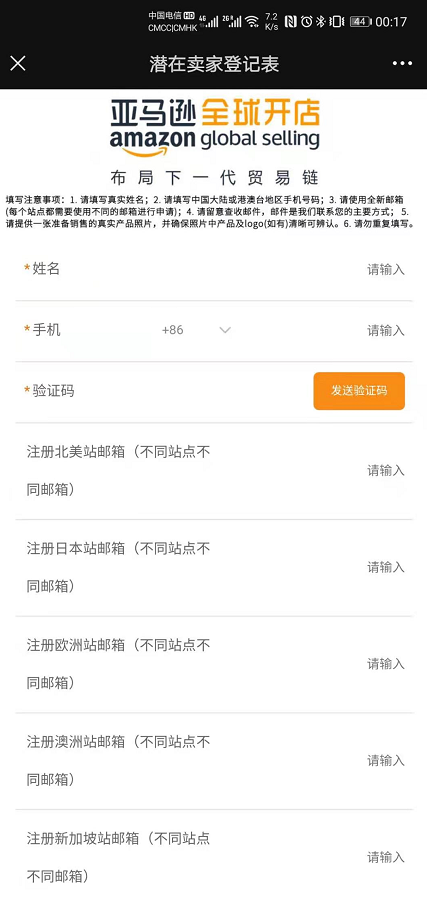 中国电信 HD 4G 2G 7.2 K/s 44 00:17
CMCC|CMHK
潜在卖家登记表
亚马逊全球开店
amazon global selling
布局下一代贸易链
填写注意事项：1. 请填写真实姓名；2. 请填写中国大陆或港澳台地区手机号码；3. 请使用全新邮箱
(每个站点都需要使用不同的邮箱进行申请)；4. 请留意查收邮件，邮件是我们联系您的主要方式； 5.
请提供一张准备销售的真实产品照片，并确保照片中产品及logo(如有)清晰可辨认。6. 请勿重复填写。
*姓名 请输入
*手机 +86 请输入
*验证码 发送验证码
注册北美站邮箱（不同站点不
同邮箱） 请输入
注册日本站邮箱（不同站点不
同邮箱） 请输入
注册欧洲站邮箱（不同站点不
同邮箱） 请输入
注册澳洲站邮箱（不同站点不
同邮箱） 请输入
注册新加坡站邮箱（不同站点
不同邮箱） 请输入